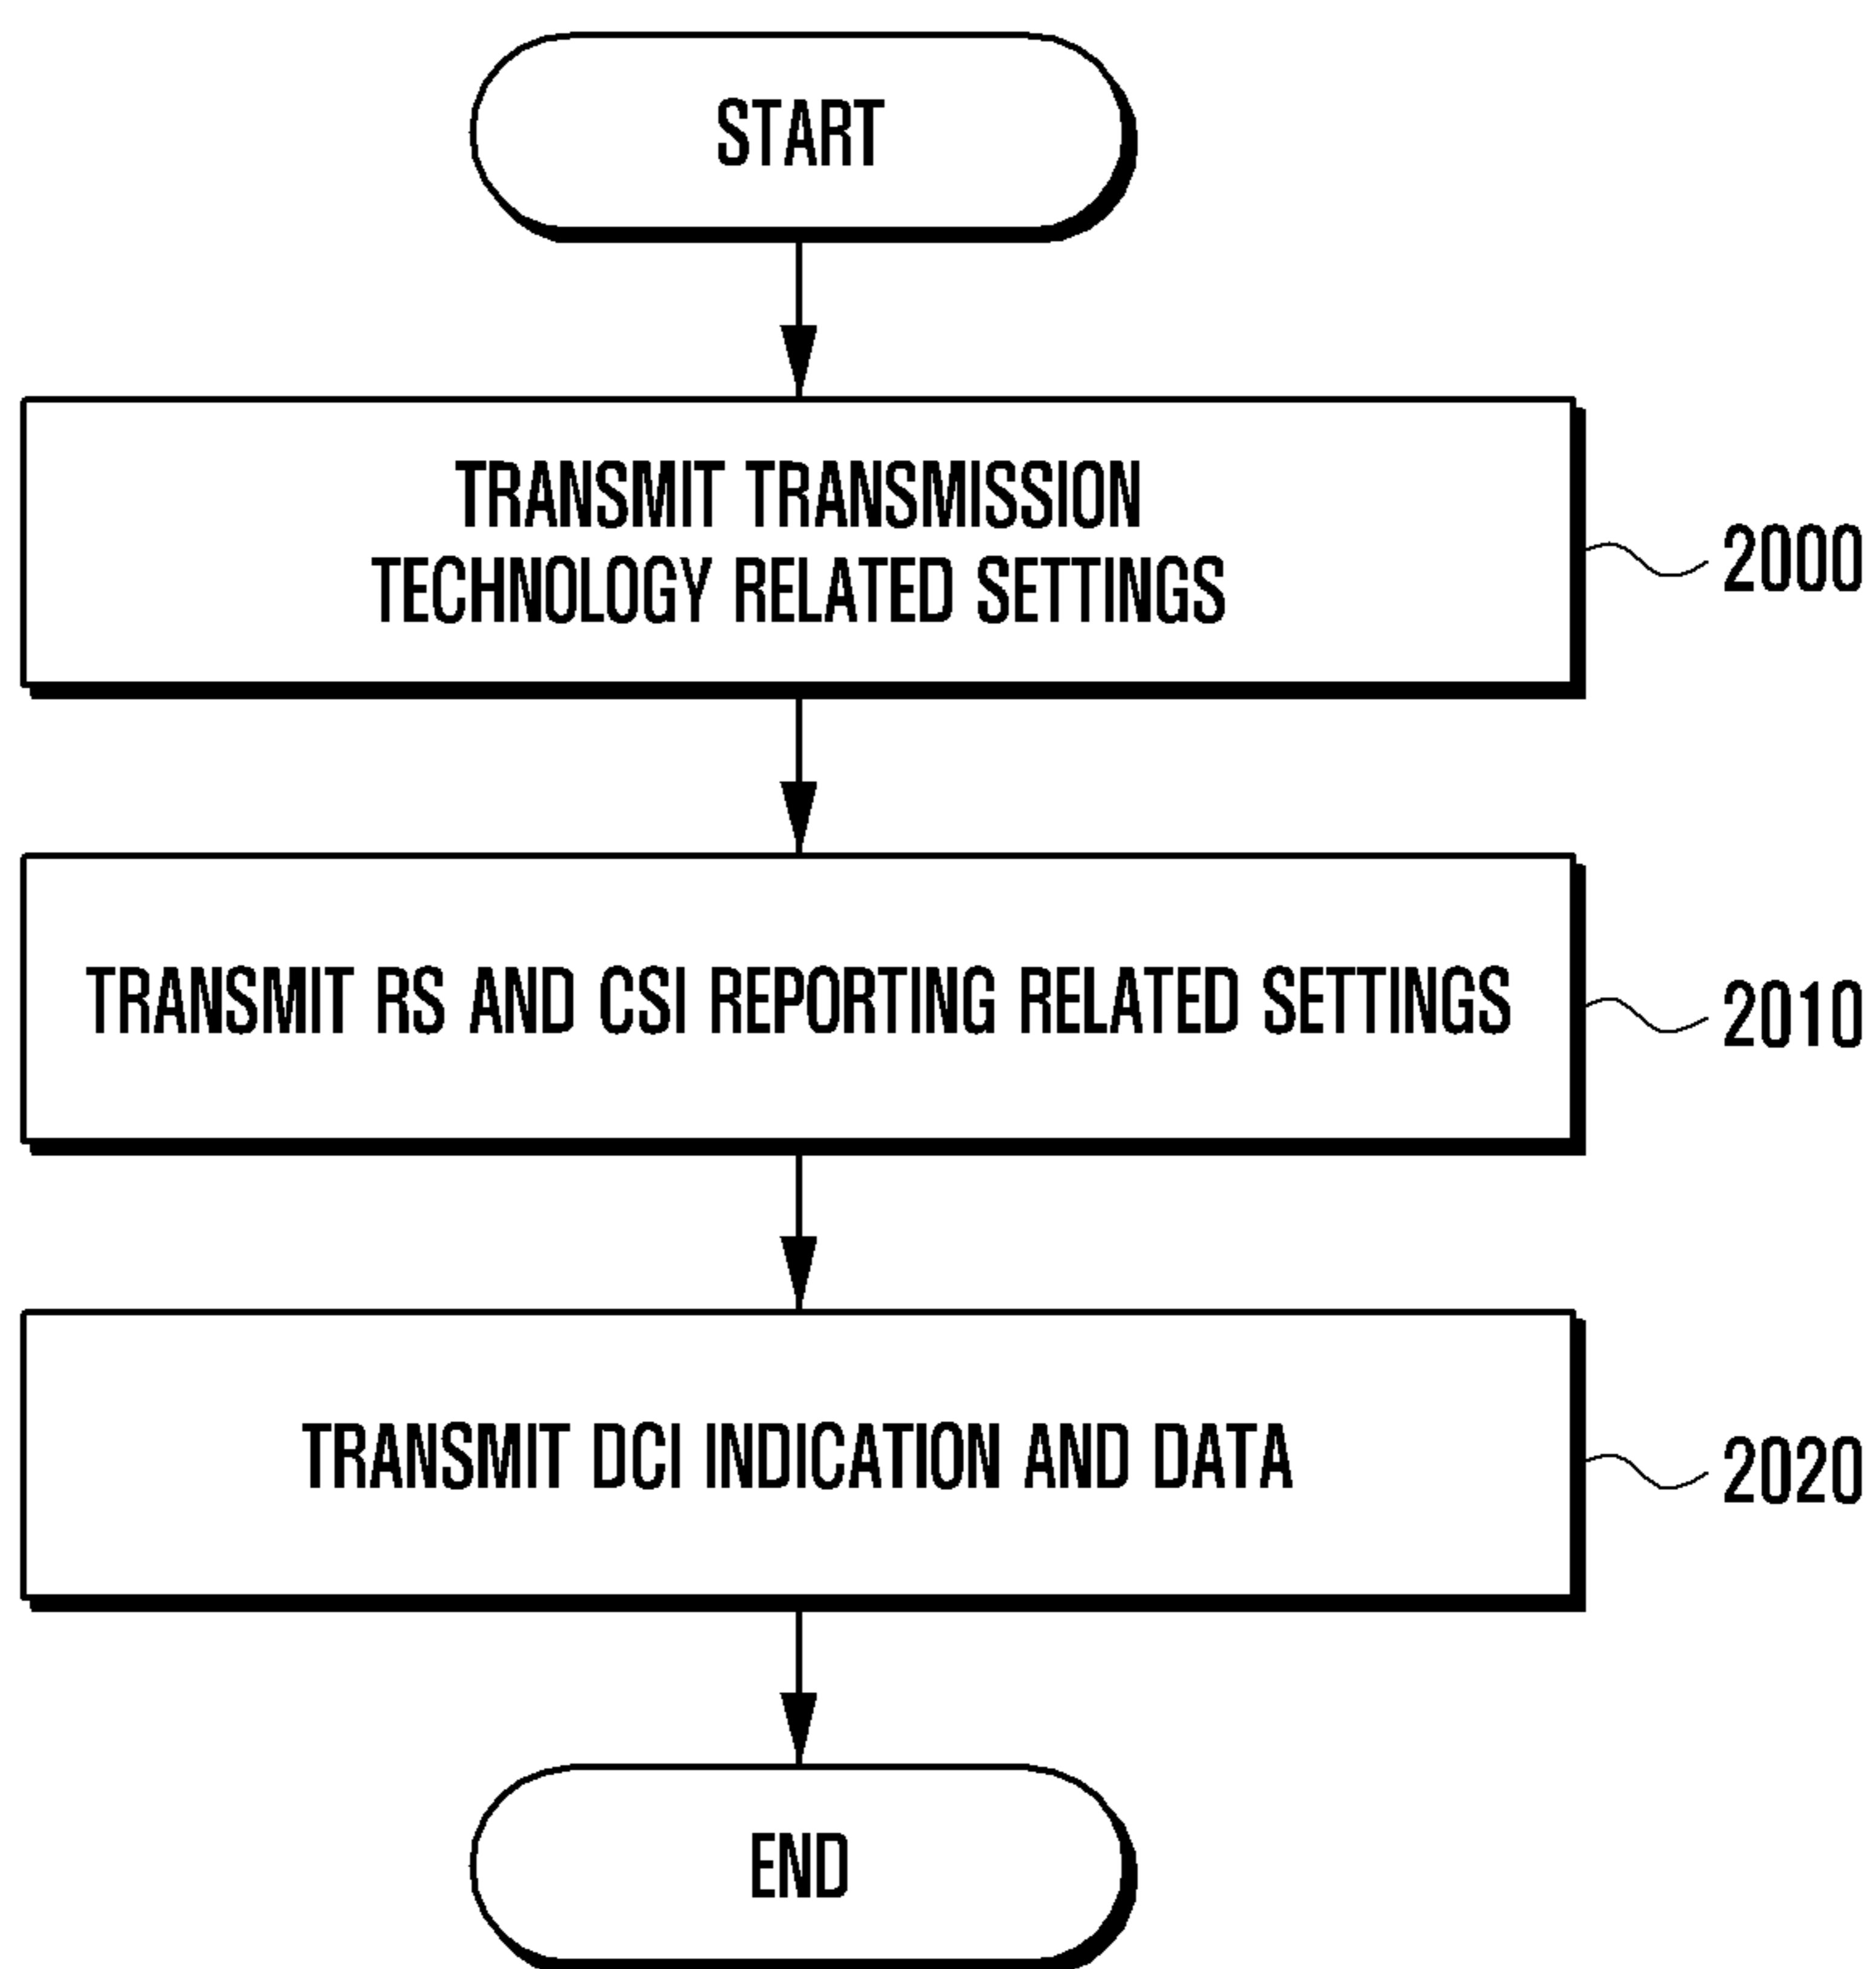 START
TRANSMIT TRANSMISSION
TECHNOLOGY RELATED SETTINGS
2000
TRANSMIT RS AND CSI REPORTING RELATED SETTINGS
2010
TRANSMIT DCI INDICATION AND DATA
2020
END